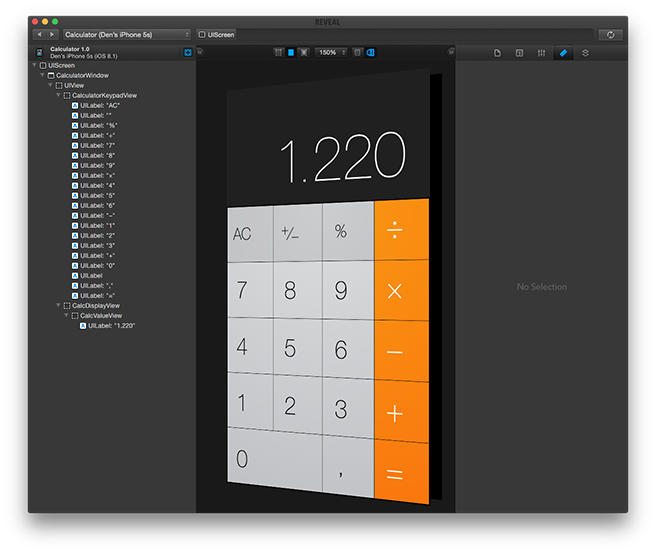 REVEAL
Calculator (Den's iPhone 5s)
UIScreen
Calculator 1.0
Den's iPhone 5s (iOS 8.1)
150%
UIScreen
CalculatorWindow
UIView
CalculatorKeypadView
UILabel: "AC"
UILabel: ""
UILabel: "%"
UILabel: "÷"
UILabel: "7"
UILabel: "8"
UILabel: "9"
UILabel: "×"
UILabel: "4"
UILabel: "5"
UILabel: "6"
UILabel: "−"
UILabel: "1"
UILabel: "2"
UILabel: "3"
UILabel: "+"
UILabel: "0"
UILabel
UILabel: ","
UILabel: "="
CalcDisplayView
CalcValueView
UILabel: "1.220"
1.220
AC +/− % ÷
7 8 9 ×
4 5 6 −
1 2 3 +
0 , =
No Selection